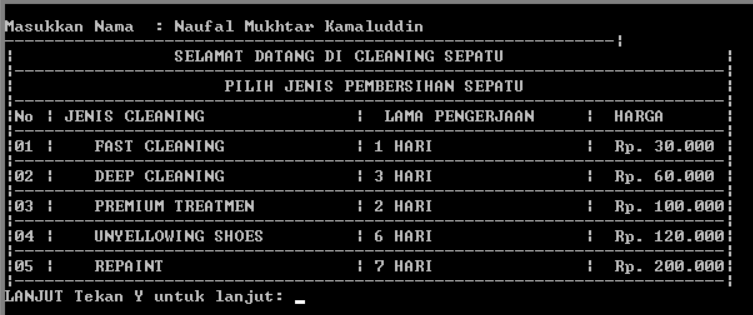 Masukkan Nama  : Naufal Mukhtar Kamaluddin
SELAMAT DATANG DI CLEANING SEPATU
PILIH JENIS PEMBERSIHAN SEPATU
No | JENIS CLEANING | LAMA PENGERJAAN | HARGA
01 | FAST CLEANING | 1 HARI | Rp. 30.000
02 | DEEP CLEANING | 3 HARI | Rp. 60.000
03 | PREMIUM TREATMEN | 2 HARI | Rp. 100.000
04 | UNYELLOWING SHOES | 6 HARI | Rp. 120.000
05 | REPAINT | 7 HARI | Rp. 200.000
LANJUT Tekan Y untuk lanjut: _